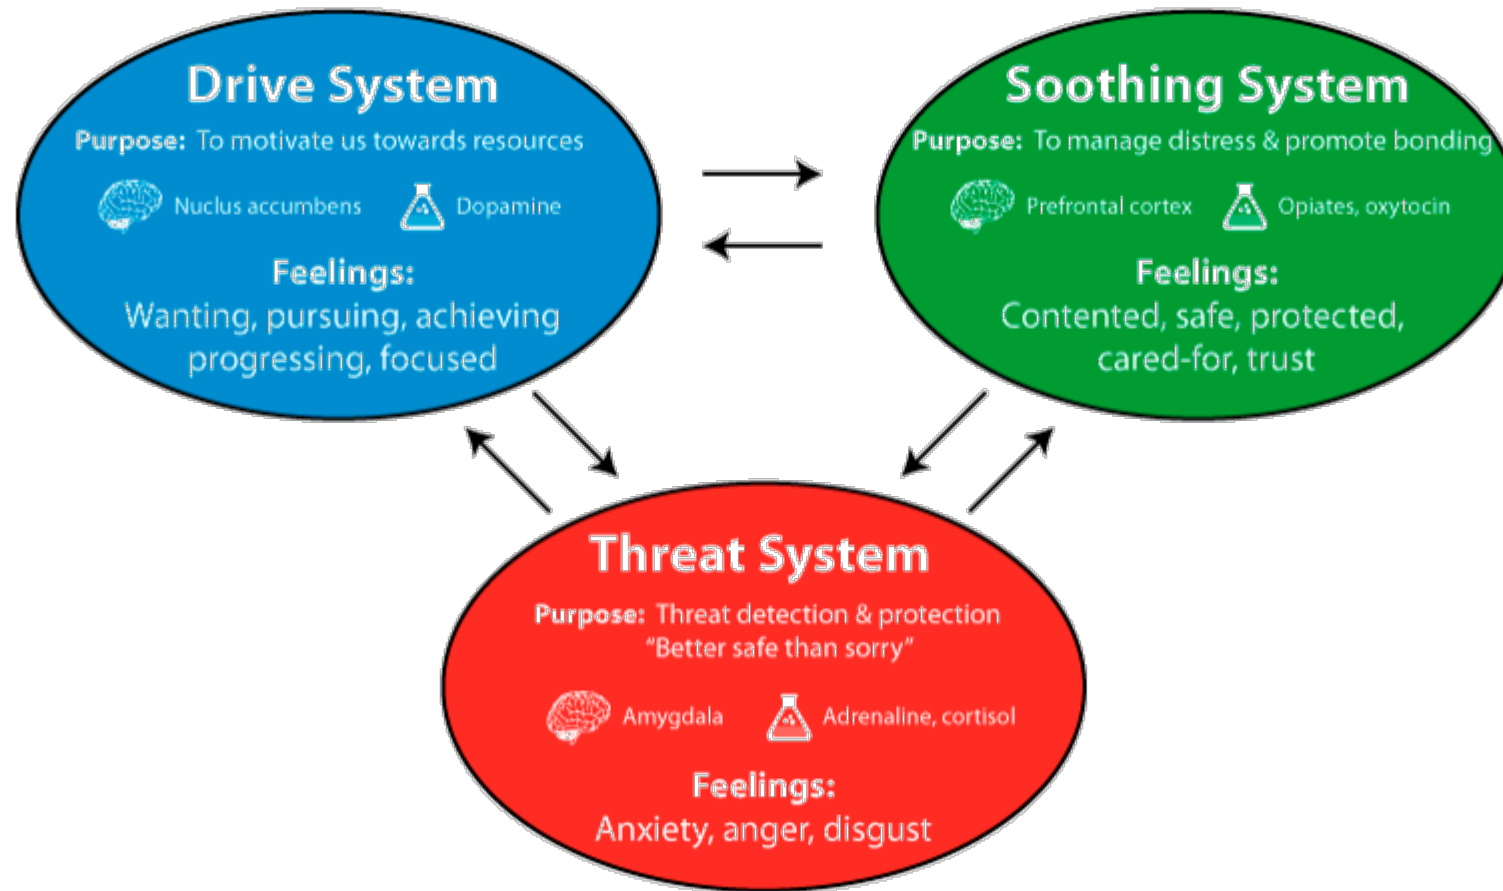 Drive System
Purpose: To motivate us towards resources
Nuclus accumbens
Dopamine
Feelings:
Wanting, pursuing, achieving
progressing, focused
Soothing System
Purpose: To manage distress & promote bonding
Prefrontal cortex
Opiates, oxytocin
Feelings:
Contented, safe, protected,
cared-for, trust
Threat System
Purpose: Threat detection & protection
“Better safe than sorry”
Amygdala
Adrenaline, cortisol
Feelings:
Anxiety, anger, disgust